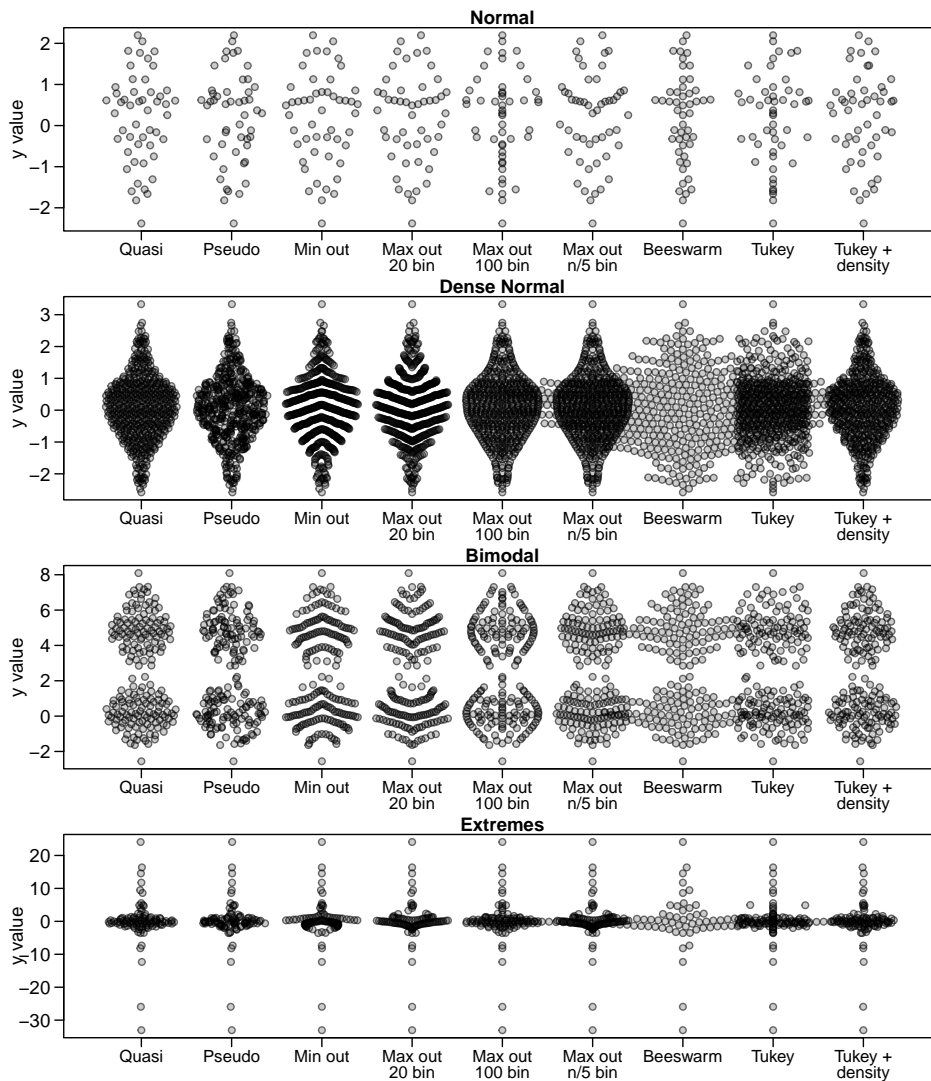 Normal
2
1
0
−1
−2
y value
Quasi Pseudo Min out Max out 20 bin Max out 100 bin Max out n/5 bin Beeswarm Tukey Tukey + density
Dense Normal
3
2
1
0
−1
−2
y value
Quasi Pseudo Min out Max out 20 bin Max out 100 bin Max out n/5 bin Beeswarm Tukey Tukey + density
Bimodal
8
6
4
2
0
−2
y value
Quasi Pseudo Min out Max out 20 bin Max out 100 bin Max out n/5 bin Beeswarm Tukey Tukey + density
Extremes
20
10
0
−10
−20
−30
y value
Quasi Pseudo Min out Max out 20 bin Max out 100 bin Max out n/5 bin Beeswarm Tukey Tukey + density